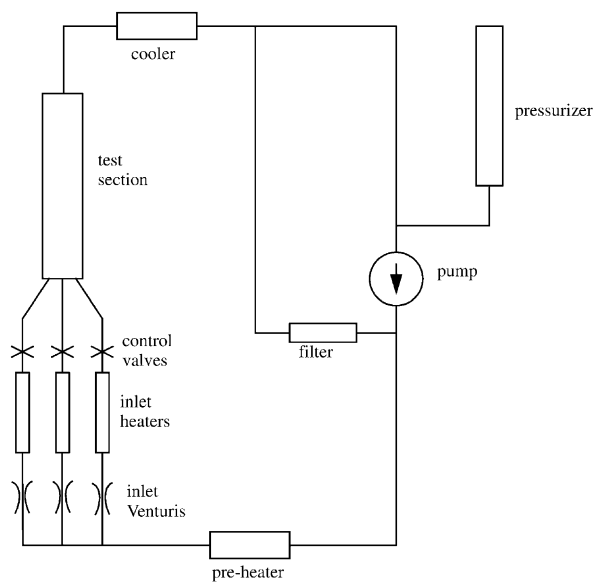 cooler
pressurizer
test
section
pump
control
valves
filter
inlet
heaters
inlet
Venturis
pre-heater